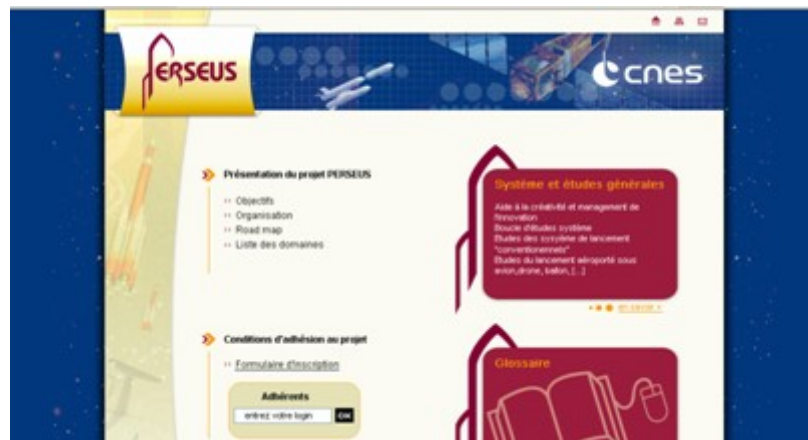 PERSEUS
cnes
Présentation du projet PERSEUS
Objectifs
Organisation
Road map
Liste des domaines
Système et études générales
Aide à la créativité et management de
l'innovation
Boucle d'études système
Etudes des sysyème de lancement
"conventionennels"
Etudes du lancement aéroporté sous
avion,drone, ballon, [...]
en savoir +
Conditions d'adhésion au projet
Formulaire d'inscription
Adhérents
entrez votre login
OK
Glossaire